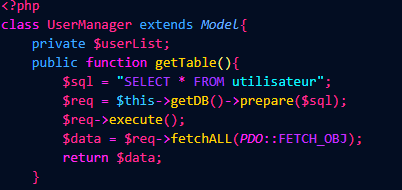 <?php
class UserManager extends Model{
private $userList;
public function getTable(){
$sql = "SELECT * FROM utilisateur";
$req = $this->getDB()->prepare($sql);
$req->execute();
$data = $req->fetchALL(PDO::FETCH_OBJ);
return $data;
}